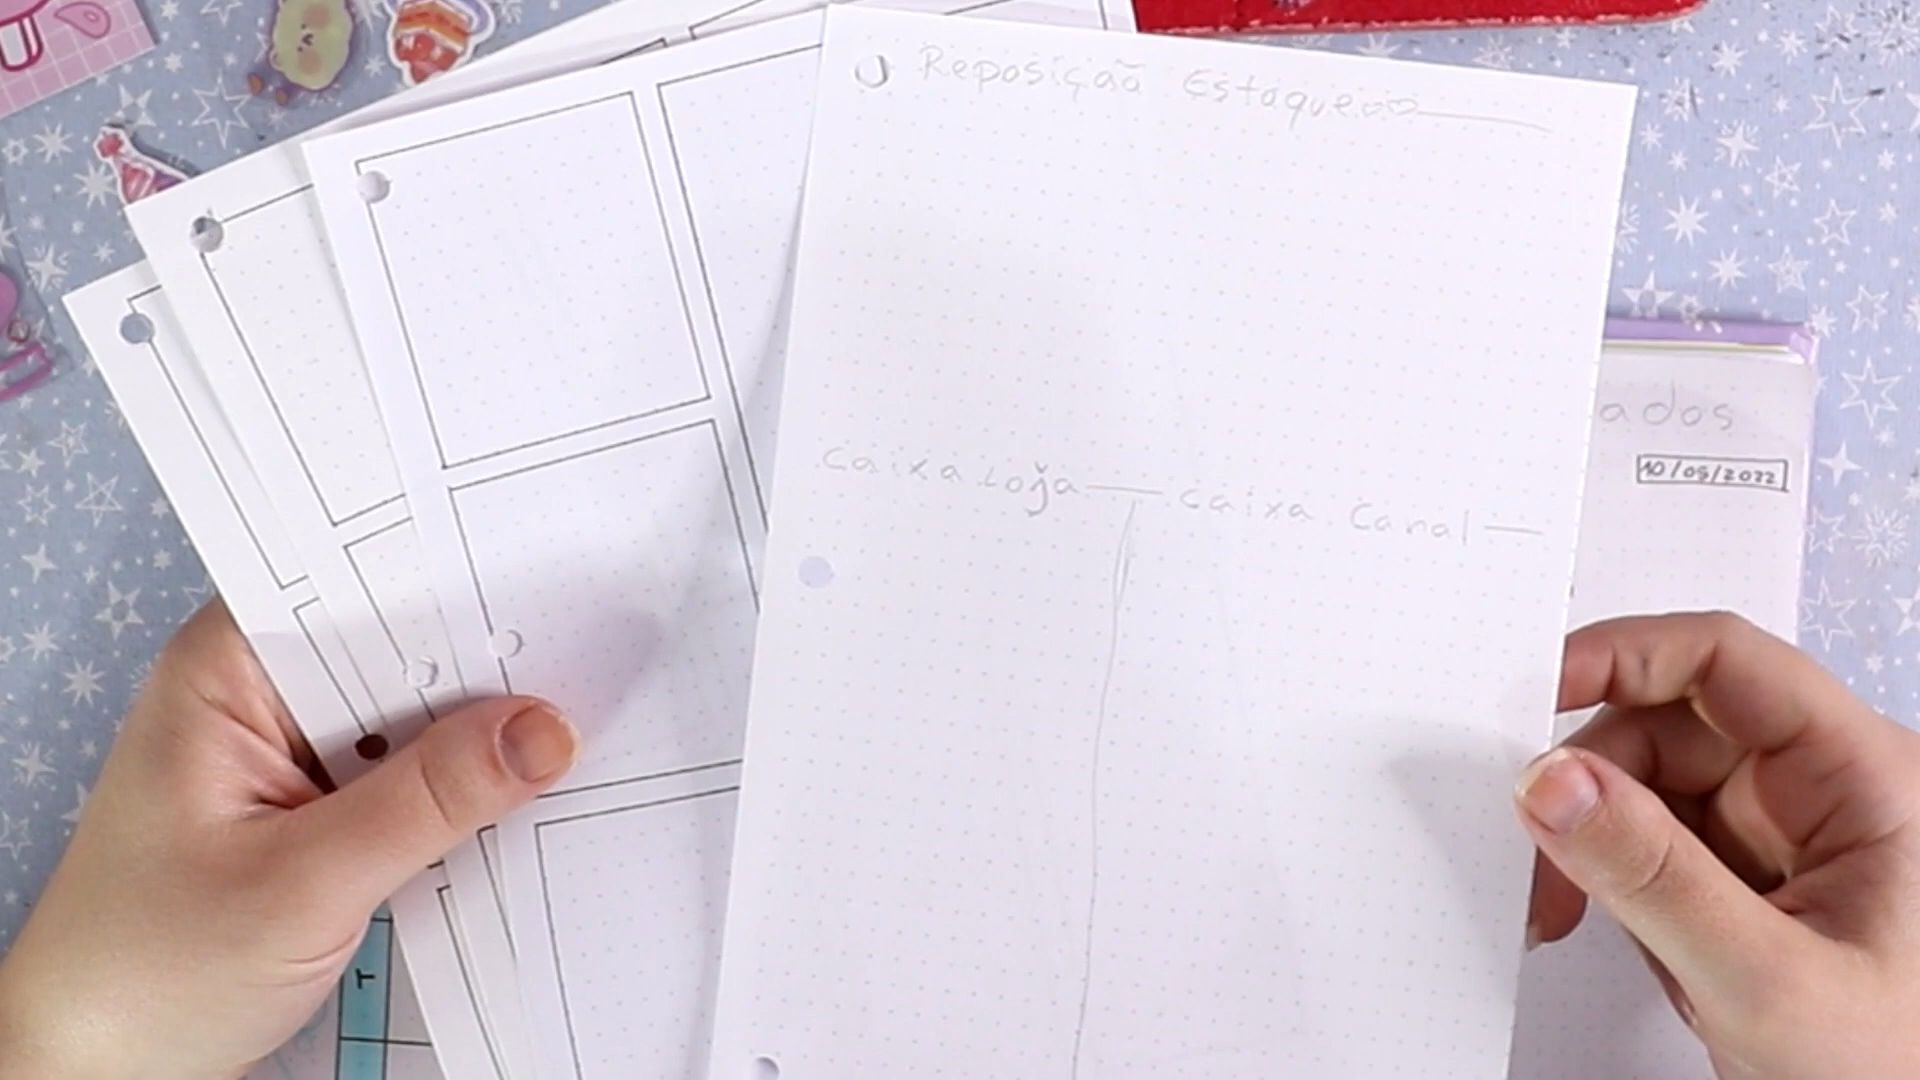 Reposição Estoque
Caixa Loja
Caixa Canal
ados
10/05/2022
T